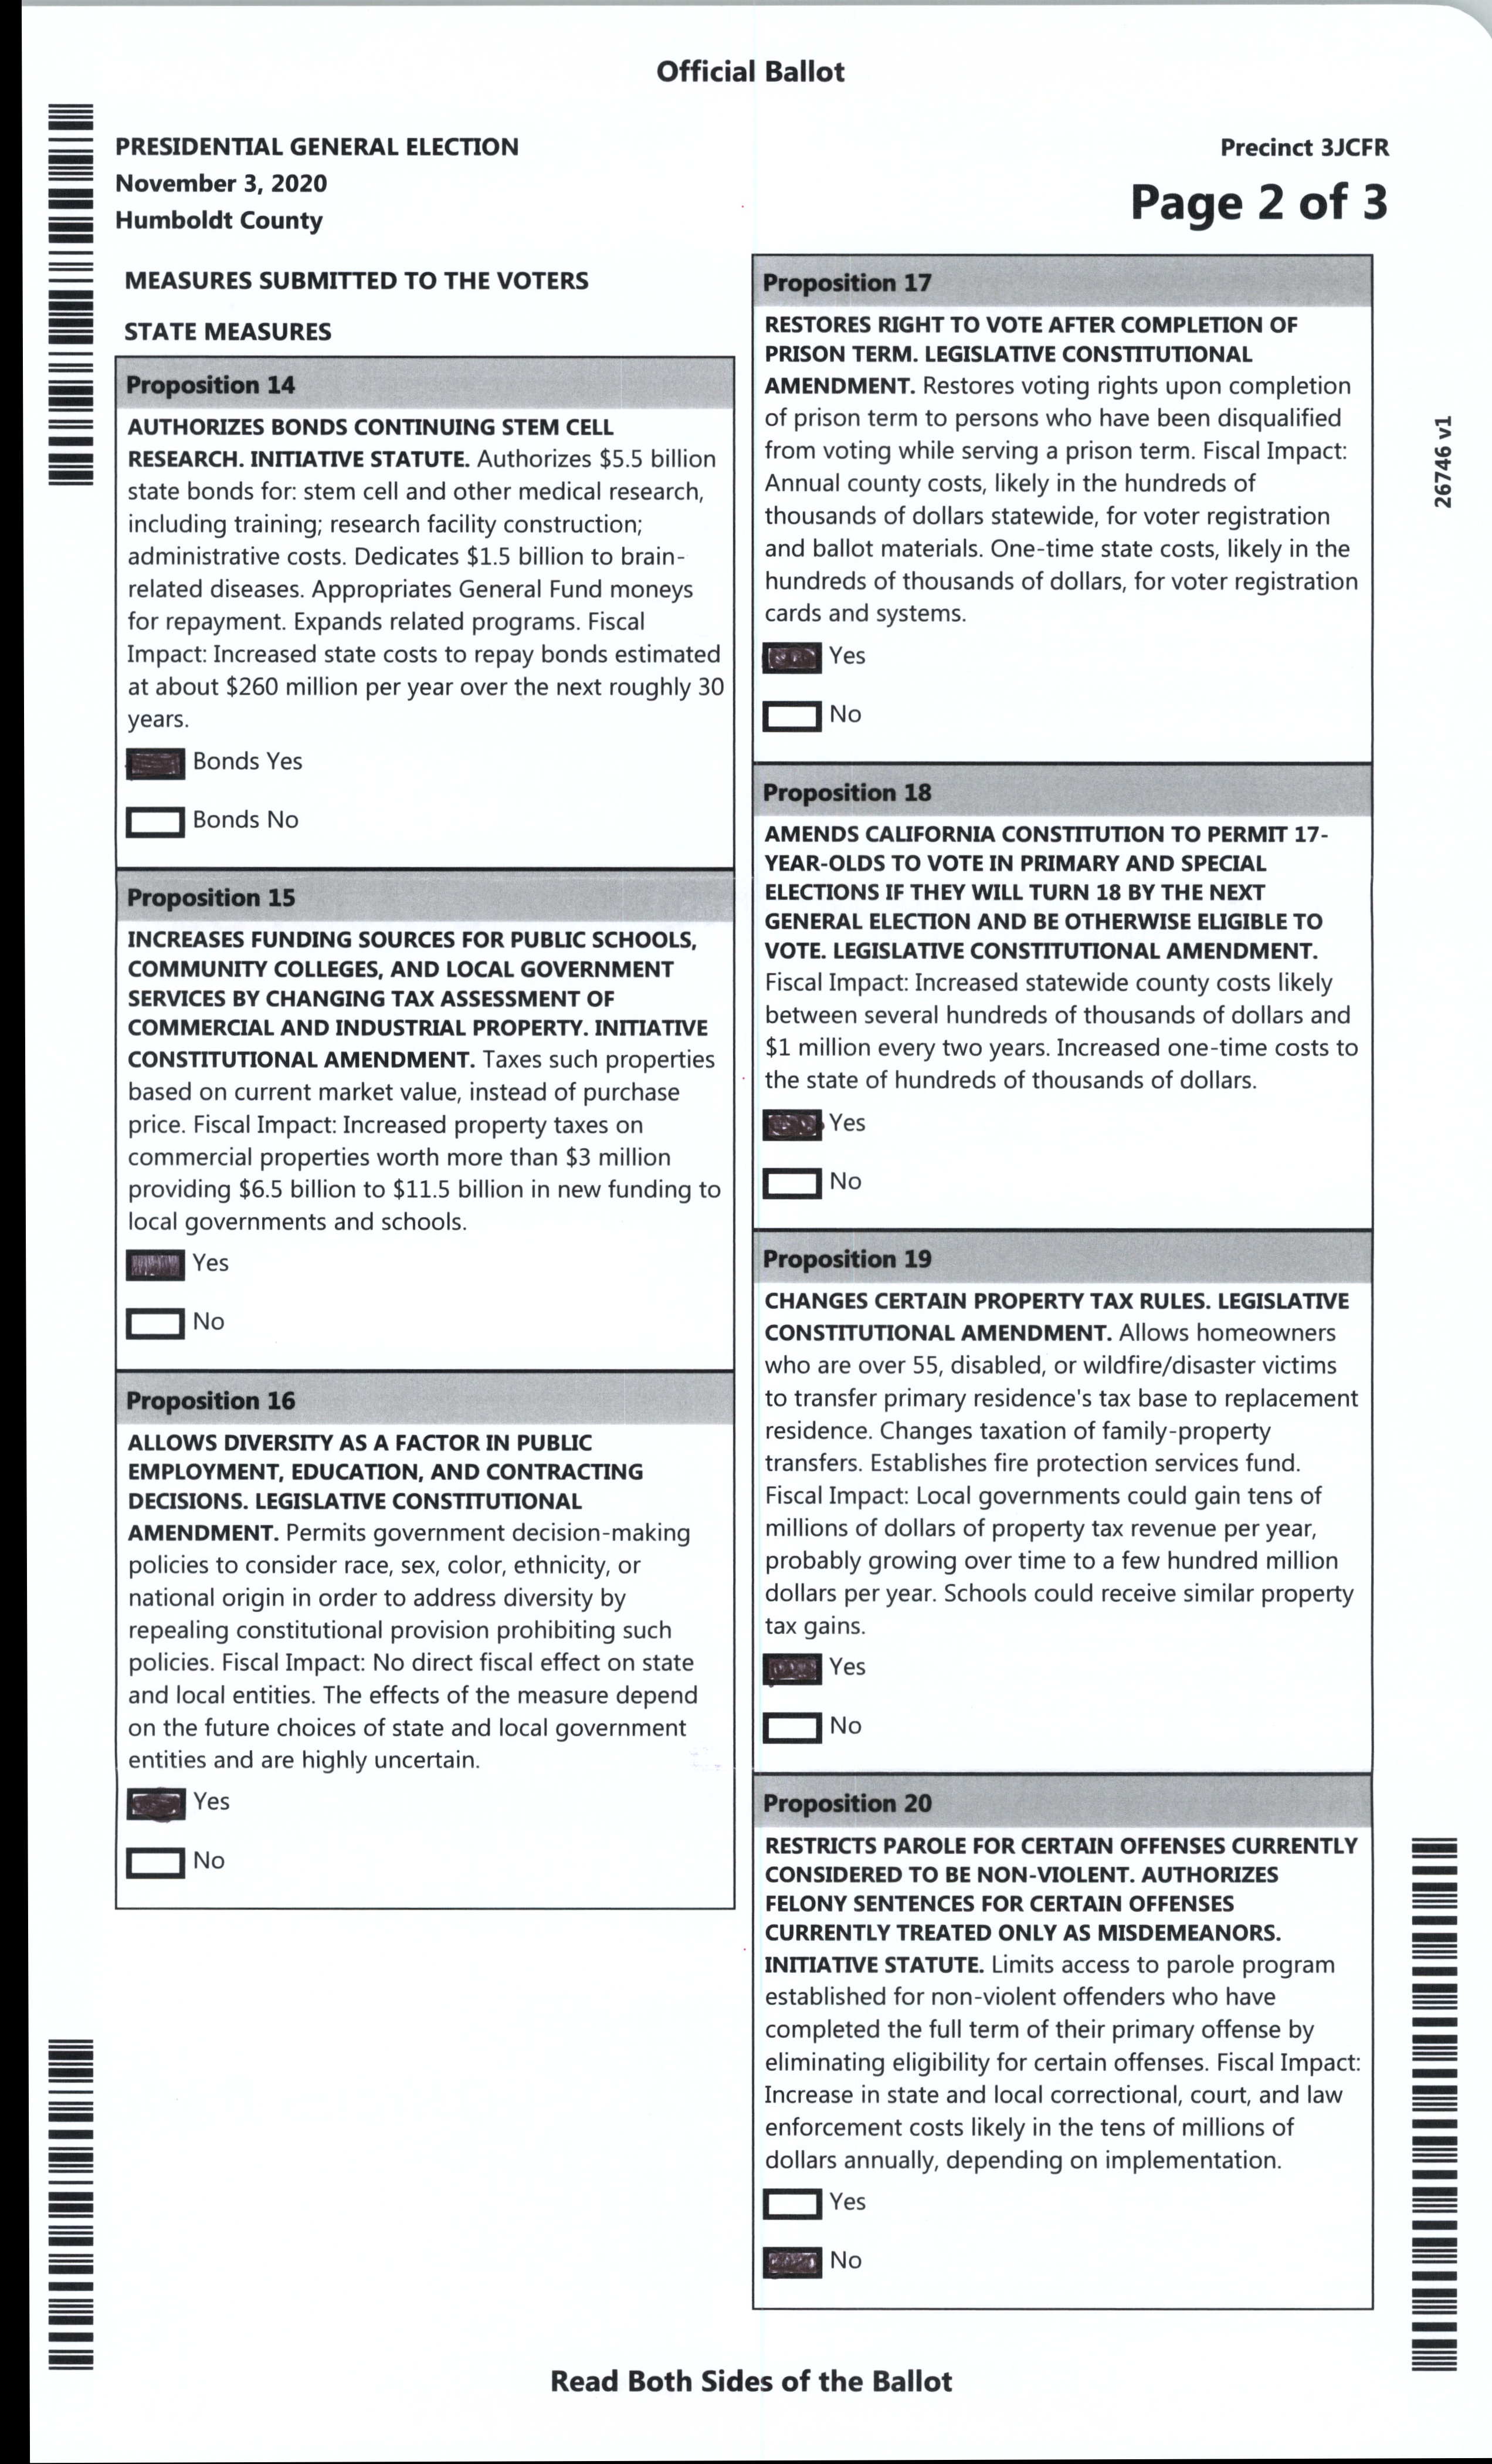 Official Ballot
PRESIDENTIAL GENERAL ELECTION
November 3, 2020
Humboldt County
Precinct 3JCFR
Page 2 of 3
MEASURES SUBMITTED TO THE VOTERS
STATE MEASURES
Proposition 14
AUTHORIZES BONDS CONTINUING STEM CELL
RESEARCH. INITIATIVE STATUTE. Authorizes $5.5 billion
state bonds for: stem cell and other medical research,
including training; research facility construction;
administrative costs. Dedicates $1.5 billion to brain-
related diseases. Appropriates General Fund moneys
for repayment. Expands related programs. Fiscal
Impact: Increased state costs to repay bonds estimated
at about $260 million per year over the next roughly 30
years.
Bonds Yes
Bonds No
Proposition 15
INCREASES FUNDING SOURCES FOR PUBLIC SCHOOLS,
COMMUNITY COLLEGES, AND LOCAL GOVERNMENT
SERVICES BY CHANGING TAX ASSESSMENT OF
COMMERCIAL AND INDUSTRIAL PROPERTY. INITIATIVE
CONSTITUTIONAL AMENDMENT. Taxes such properties
based on current market value, instead of purchase
price. Fiscal Impact: Increased property taxes on
commercial properties worth more than $3 million
providing $6.5 billion to $11.5 billion in new funding to
local governments and schools.
Yes
No
Proposition 16
ALLOWS DIVERSITY AS A FACTOR IN PUBLIC
EMPLOYMENT, EDUCATION, AND CONTRACTING
DECISIONS. LEGISLATIVE CONSTITUTIONAL
AMENDMENT. Permits government decision-making
policies to consider race, sex, color, ethnicity, or
national origin in order to address diversity by
repealing constitutional provision prohibiting such
policies. Fiscal Impact: No direct fiscal effect on state
and local entities. The effects of the measure depend
on the future choices of state and local government
entities and are highly uncertain.
Yes
No
Proposition 17
RESTORES RIGHT TO VOTE AFTER COMPLETION OF
PRISON TERM. LEGISLATIVE CONSTITUTIONAL
AMENDMENT. Restores voting rights upon completion
of prison term to persons who have been disqualified
from voting while serving a prison term. Fiscal Impact:
Annual county costs, likely in the hundreds of
thousands of dollars statewide, for voter registration
and ballot materials. One-time state costs, likely in the
hundreds of thousands of dollars, for voter registration
cards and systems.
Yes
No
Proposition 18
AMENDS CALIFORNIA CONSTITUTION TO PERMIT 17-
YEAR-OLDS TO VOTE IN PRIMARY AND SPECIAL
ELECTIONS IF THEY WILL TURN 18 BY THE NEXT
GENERAL ELECTION AND BE OTHERWISE ELIGIBLE TO
VOTE. LEGISLATIVE CONSTITUTIONAL AMENDMENT.
Fiscal Impact: Increased statewide county costs likely
between several hundreds of thousands of dollars and
$1 million every two years. Increased one-time costs to
the state of hundreds of thousands of dollars.
Yes
No
Proposition 19
CHANGES CERTAIN PROPERTY TAX RULES. LEGISLATIVE
CONSTITUTIONAL AMENDMENT. Allows homeowners
who are over 55, disabled, or wildfire/disaster victims
to transfer primary residence's tax base to replacement
residence. Changes taxation of family-property
transfers. Establishes fire protection services fund.
Fiscal Impact: Local governments could gain tens of
millions of dollars of property tax revenue per year,
probably growing over time to a few hundred million
dollars per year. Schools could receive similar property
tax gains.
Yes
No
Proposition 20
RESTRICTS PAROLE FOR CERTAIN OFFENSES CURRENTLY
CONSIDERED TO BE NON-VIOLENT. AUTHORIZES
FELONY SENTENCES FOR CERTAIN OFFENSES
CURRENTLY TREATED ONLY AS MISDEMEANORS.
INITIATIVE STATUTE. Limits access to parole program
established for non-violent offenders who have
completed the full term of their primary offense by
eliminating eligibility for certain offenses. Fiscal Impact:
Increase in state and local correctional, court, and law
enforcement costs likely in the tens of millions of
dollars annually, depending on implementation.
Yes
No
26746 v1
Read Both Sides of the Ballot